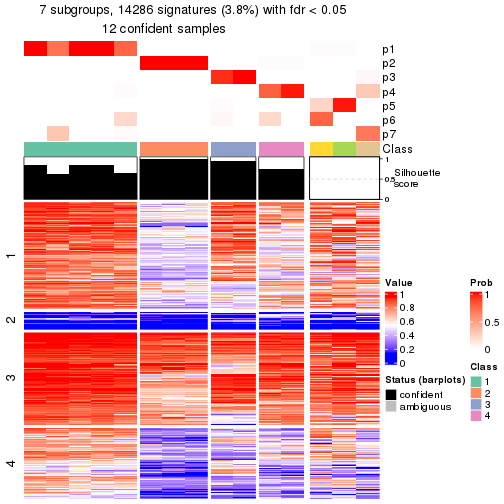 7 subgroups, 14286 signatures (3.8%) with fdr < 0.05
12 confident samples
p1
p2
p3
p4
p5
p6
p7
Class
1
0.5
0
Silhouette
score
1
2
3
4
Value
1
0.8
0.6
0.4
0.2
0
Prob
1
0.5
0
Status (barplots)
confident
ambiguous
Class
1
2
3
4